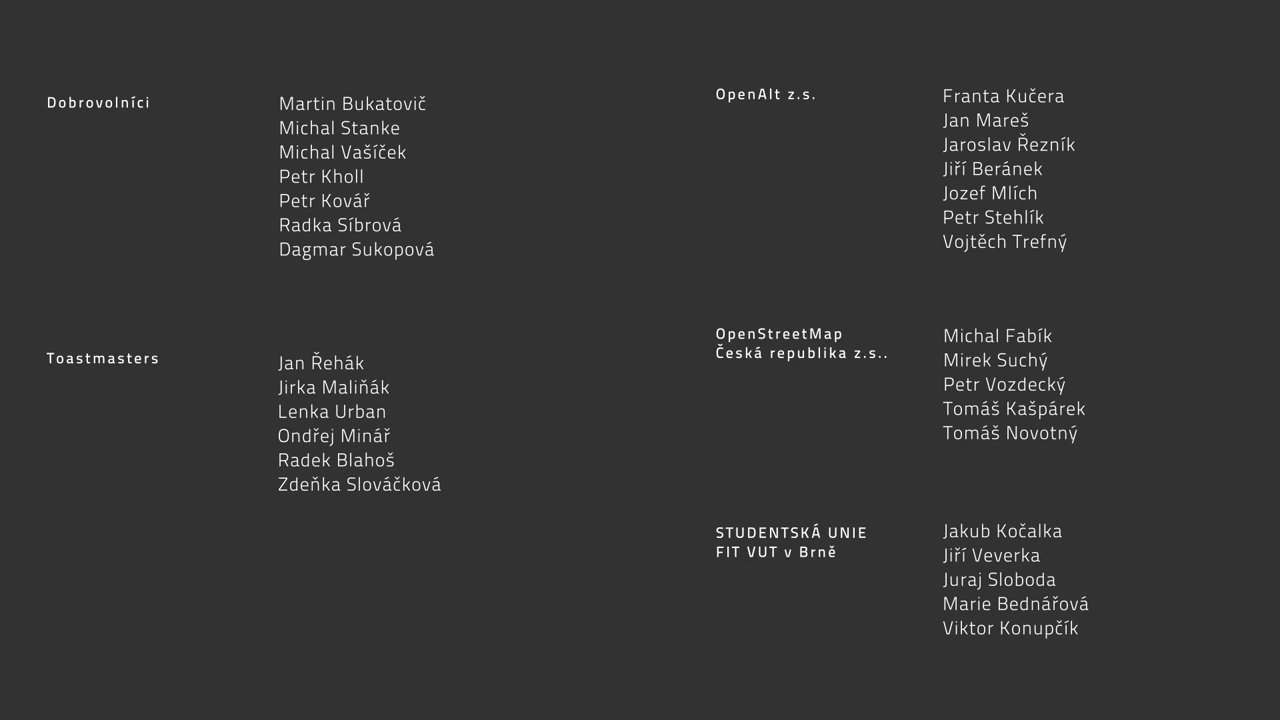 Dobrovolníci
Martin Bukatovič
Michal Stanke
Michal Vašíček
Petr Kholl
Petr Kovář
Radka Síbrová
Dagmar Sukopová
Toastmasters
Jan Řehák
Jirka Maliňák
Lenka Urban
Ondřej Minář
Radek Blahoš
Zdeňka Slováčková
OpenAlt z.s.
Franta Kučera
Jan Mareš
Jaroslav Řezník
Jiří Beránek
Jozef Mlích
Petr Stehlík
Vojtěch Trefný
OpenStreetMap
Česká republika z.s..
Michal Fabík
Mirek Suchý
Petr Vozdecký
Tomáš Kašpárek
Tomáš Novotný
STUDENTSKÁ UNIE
FIT VUT v Brně
Jakub Kočalka
Jiří Veverka
Juraj Sloboda
Marie Bednářová
Viktor Konupčík